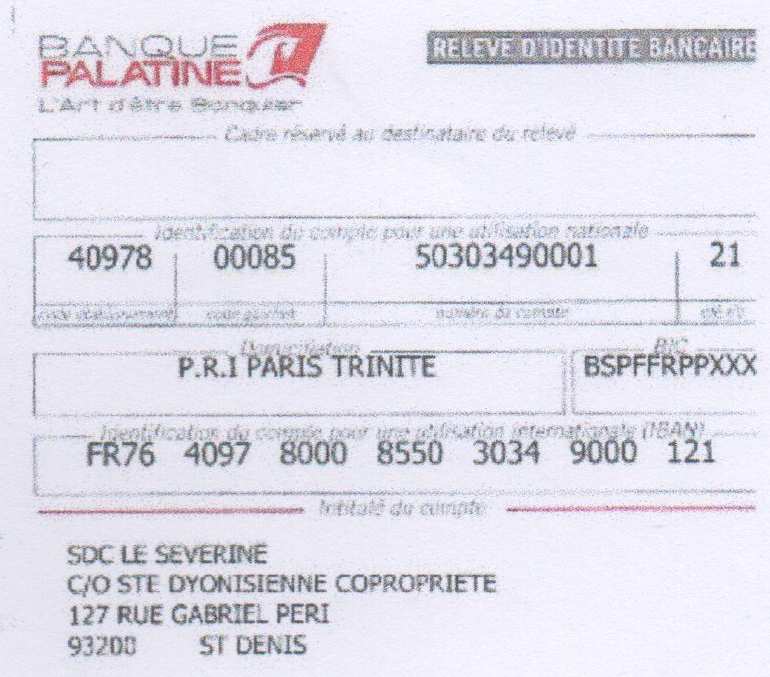 BANQUE
PALATINE
L'Art d'être Banquier
RELEVE D'IDENTITE BANCAIRE
Cadre réservé au destinataire du relevé
Identification du compte pour une utilisation nationale
40978 00085 50303490001 21
code établissement code guichet numéro de compte clé rib
Domiciliation BIC
P.R.I PARIS TRINITE BSPFFRPPXXX
Identification du compte pour une utilisation internationale (IBAN)
FR76 4097 8000 8550 3034 9000 121
Intitulé du compte
SDC LE SEVERINE
C/O STE DYONISIENNE COPROPRIETE
127 RUE GABRIEL PERI
93200 ST DENIS